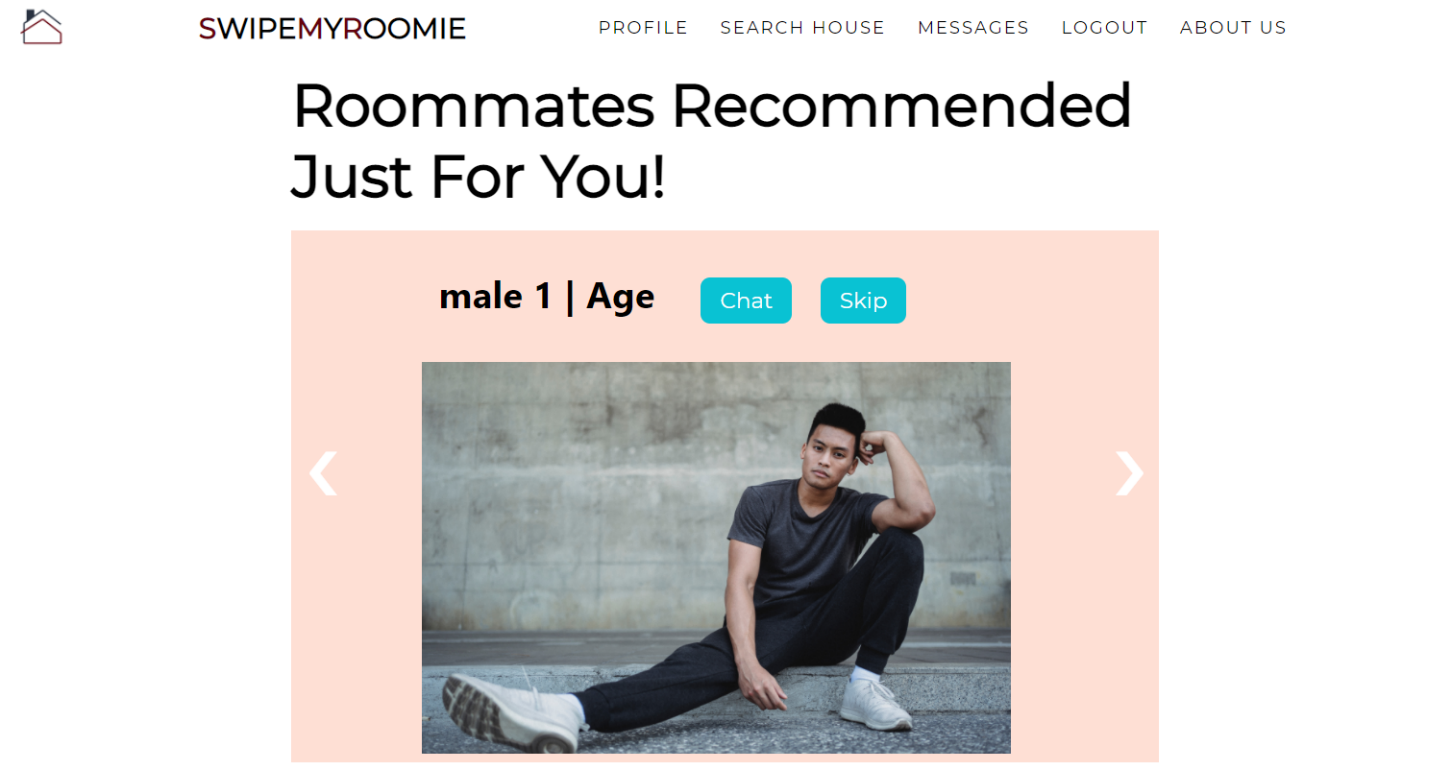 SWIPEMYROOMIE PROFILE SEARCH HOUSE MESSAGES LOGOUT ABOUT US
Roommates Recommended
Just For You!
male 1 | Age Chat Skip